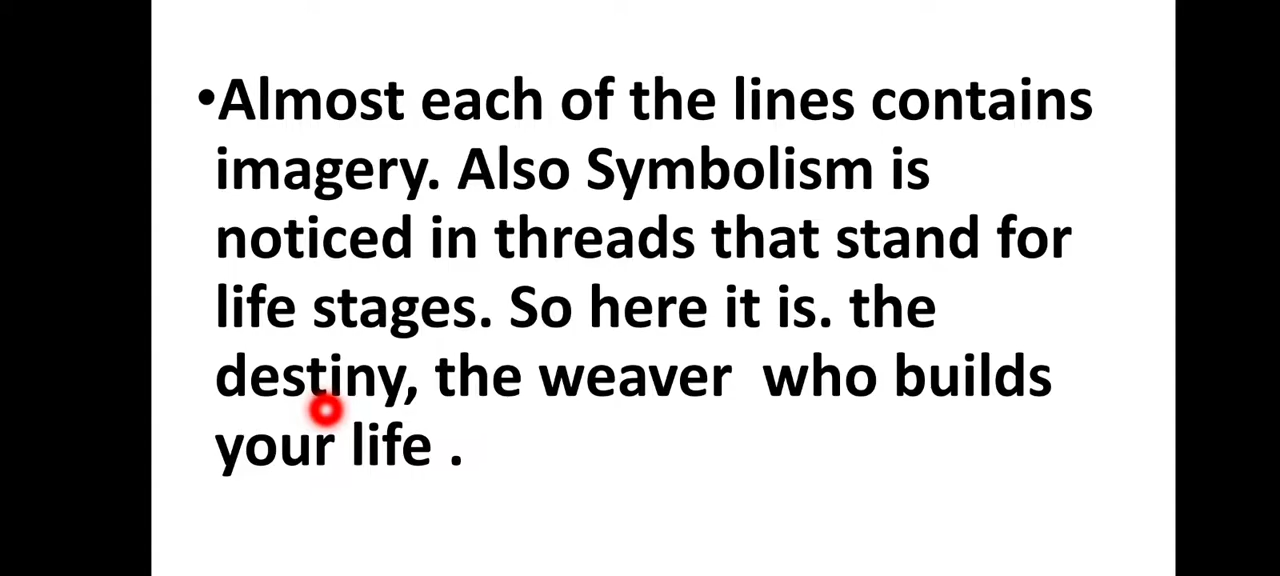 •Almost each of the lines contains
imagery. Also Symbolism is
noticed in threads that stand for
life stages. So here it is. the
destiny, the weaver  who builds
your life .